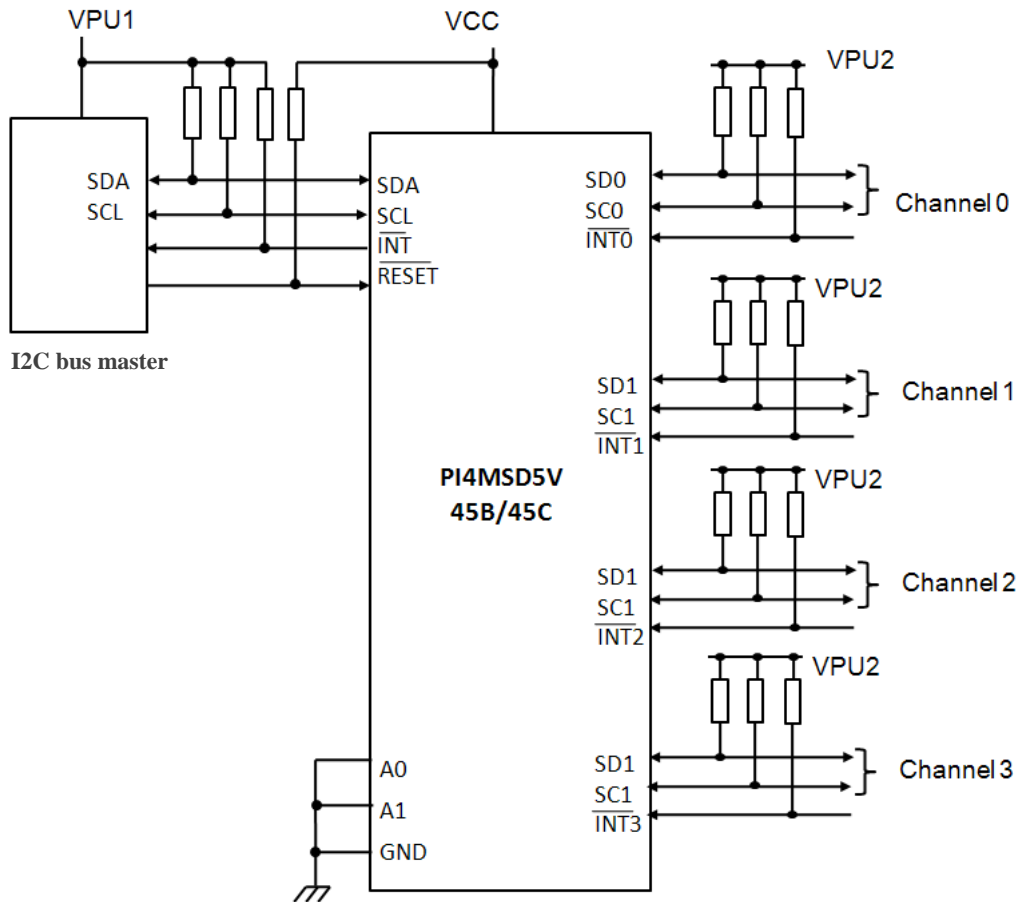 VPU1
VCC
SDA
SCL
I2C bus master
SDA
SCL
INT
RESET
PI4MSD5V
45B/45C
A0
A1
GND
VPU2
SD0
SC0
INT0
Channel 0
VPU2
SD1
SC1
INT1
Channel 1
VPU2
SD1
SC1
INT2
Channel 2
VPU2
SD1
SC1
INT3
Channel 3